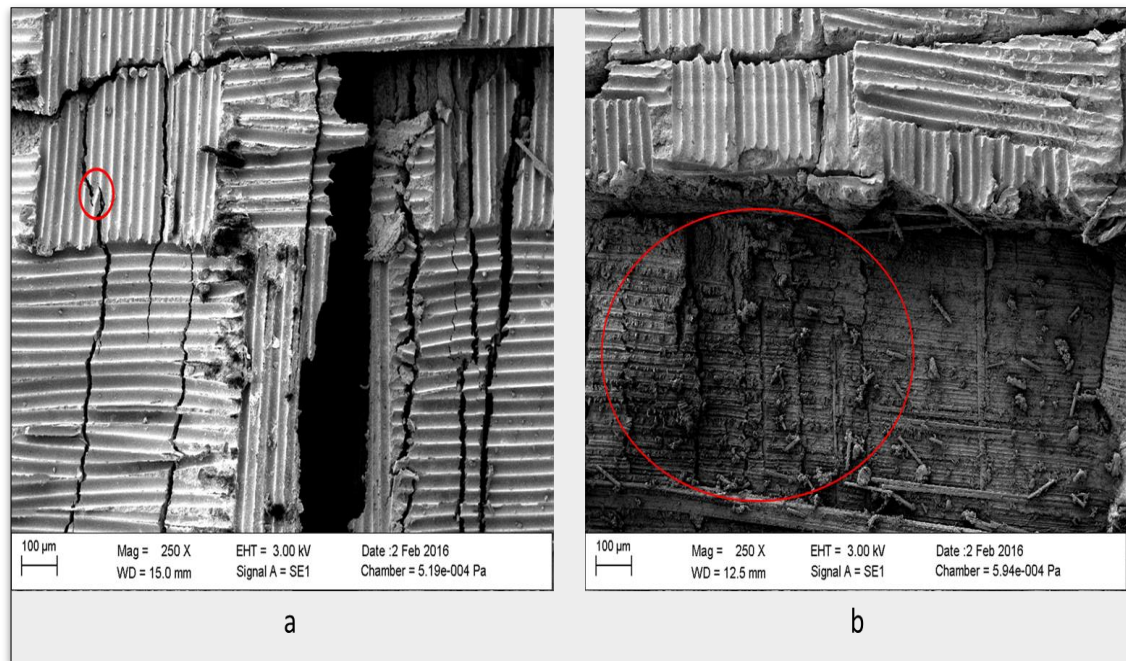 100 µm
Mag = 250 X
EHT = 3.00 kV
Date :2 Feb 2016
WD = 15.0 mm
Signal A = SE1
Chamber = 5.19e-004 Pa
a
100 µm
Mag = 250 X
EHT = 3.00 kV
Date :2 Feb 2016
WD = 12.5 mm
Signal A = SE1
Chamber = 5.94e-004 Pa
b